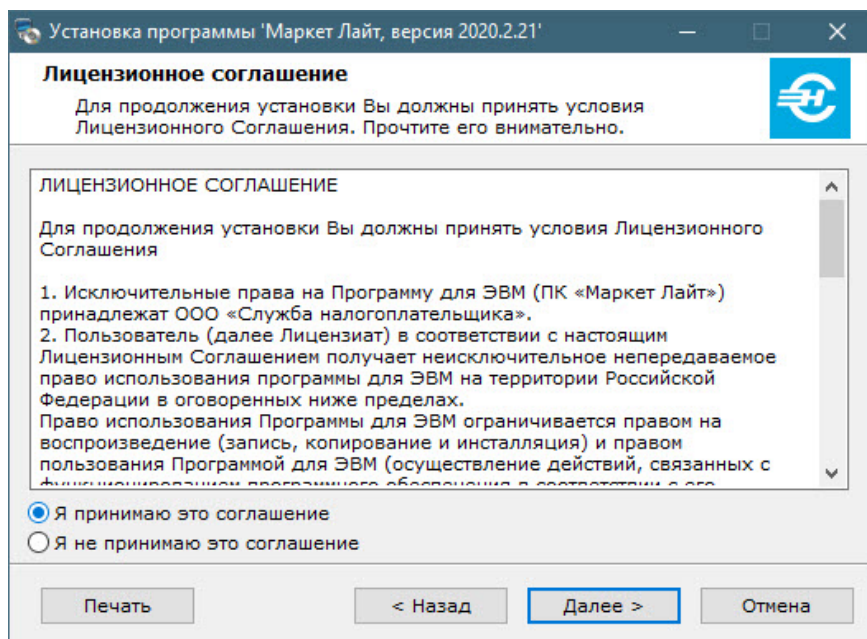 Установка программы 'Маркет Лайт, версия 2020.2.21'
Лицензионное соглашение
Для продолжения установки Вы должны принять условия
Лицензионного Соглашения. Прочтите его внимательно.
ЛИЦЕНЗИОННОЕ СОГЛАШЕНИЕ
Для продолжения установки Вы должны принять условия Лицензионного
Соглашения
1. Исключительные права на Программу для ЭВМ (ПК «Маркет Лайт»)
принадлежат ООО «Служба налогоплательщика».
2. Пользователь (далее Лицензиат) в соответствии с настоящим
Лицензионным Соглашением получает неисключительное непередаваемое
право использования программы для ЭВМ на территории Российской
Федерации в оговоренных ниже пределах.
Право использования Программы для ЭВМ ограничивается правом на
воспроизведение (запись, копирование и инсталляция) и правом
пользования Программой для ЭВМ (осуществление действий, связанных с
функционированием программного обеспечения в соответствии с его
Я принимаю это соглашение
Я не принимаю это соглашение
Печать
< Назад
Далее >
Отмена